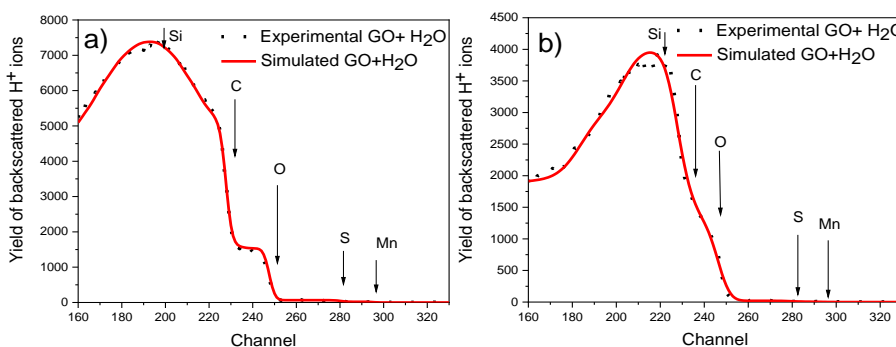 a)
Si
Experimental GO+ H2O
Simulated GO+H2O
C
O
S
Mn
8000
7000
6000
5000
4000
3000
2000
1000
0
160 180 200 220 240 260 280 300 320
Channel
Yield of backscattered H+ ions
b)
Si
Experimental GO+ H2O
Simulated GO+H2O
C
O
S
Mn
4500
4000
3500
3000
2500
2000
1500
1000
500
0
160 180 200 220 240 260 280 300 320
Channel
Yield of backscattered H+ ions